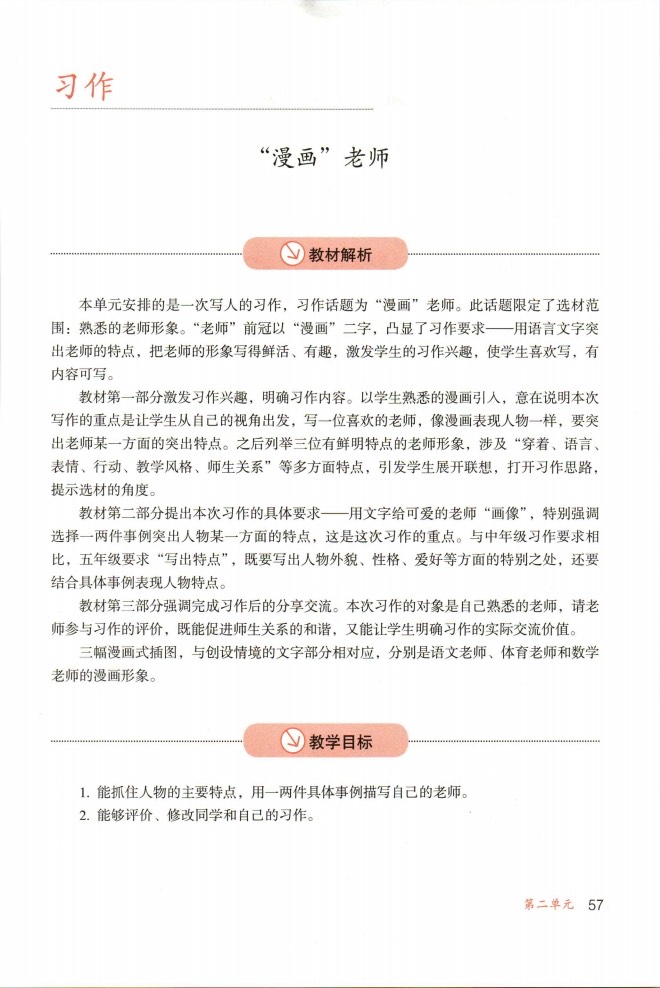 习作
“漫画”老师
教材解析
本单元安排的是一次写人的习作，习作话题为“漫画”老师。此话题限定了选材范
围：熟悉的老师形象。“老师”前冠以“漫画”二字，凸显了习作要求——用语言文字突
出老师的特点，把老师的形象写得鲜活、有趣，激发学生的习作兴趣，使学生喜欢写，有
内容可写。
教材第一部分激发习作兴趣，明确习作内容。以学生熟悉的漫画引入，意在说明本次
写作的重点是让学生从自己的视角出发，写一位喜欢的老师，像漫画表现人物一样，要突
出老师某一方面的突出特点。之后列举三位有鲜明特点的老师形象，涉及“穿着、语言、
表情、行动、教学风格、师生关系”等多方面特点，引发学生展开联想，打开习作思路，
提示选材的角度。
教材第二部分提出本次习作的具体要求——用文字给可爱的老师“画像”，特别强调
选择一两件事例突出人物某一方面的特点，这是这次习作的重点。与中年级习作要求相
比，五年级要求“写出特点”，既要写出人物外貌、性格、爱好等方面的特别之处，还要
结合具体事例表现人物特点。
教材第三部分强调完成习作后的分享交流。本次习作的对象是自己熟悉的老师，请老
师参与习作的评价，既能促进师生关系的和谐，又能让学生明确习作的实际交流价值。
三幅漫画式插图，与创设情境的文字部分相对应，分别是语文老师、体育老师和数学
老师的漫画形象。
教学目标
1. 能抓住人物的主要特点，用一两件具体事例描写自己的老师。
2. 能够评价、修改同学和自己的习作。
第二单元 57